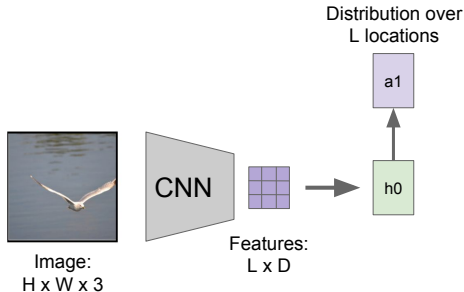 Distribution over
L locations
a1
CNN
h0
Features:
L x D
Image:
H x W x 3